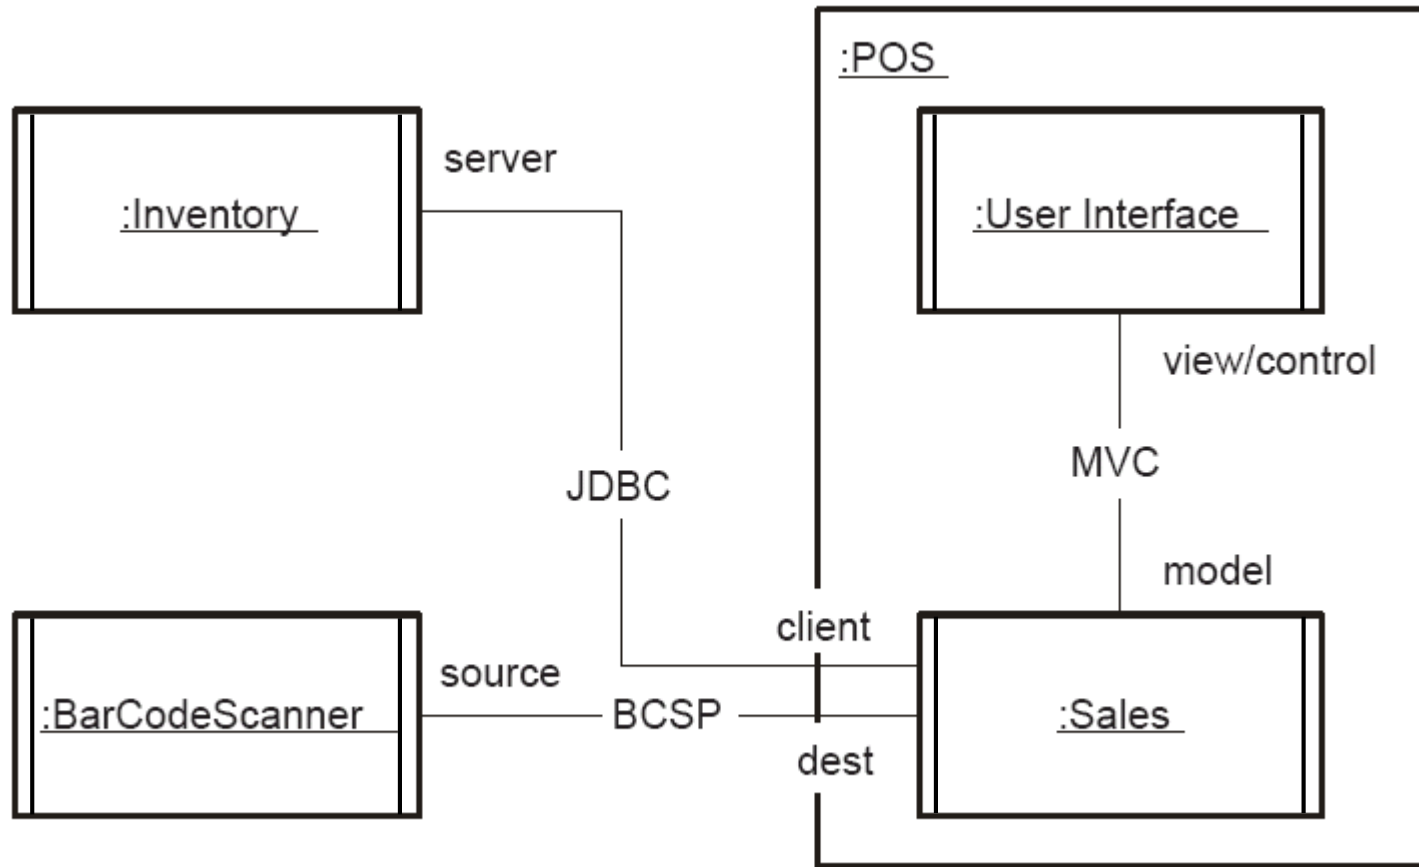 :POS
server
:Inventory
:User Interface
view/control
MVC
JDBC
model
client
source
:BarCodeScanner
BCSP
:Sales
dest